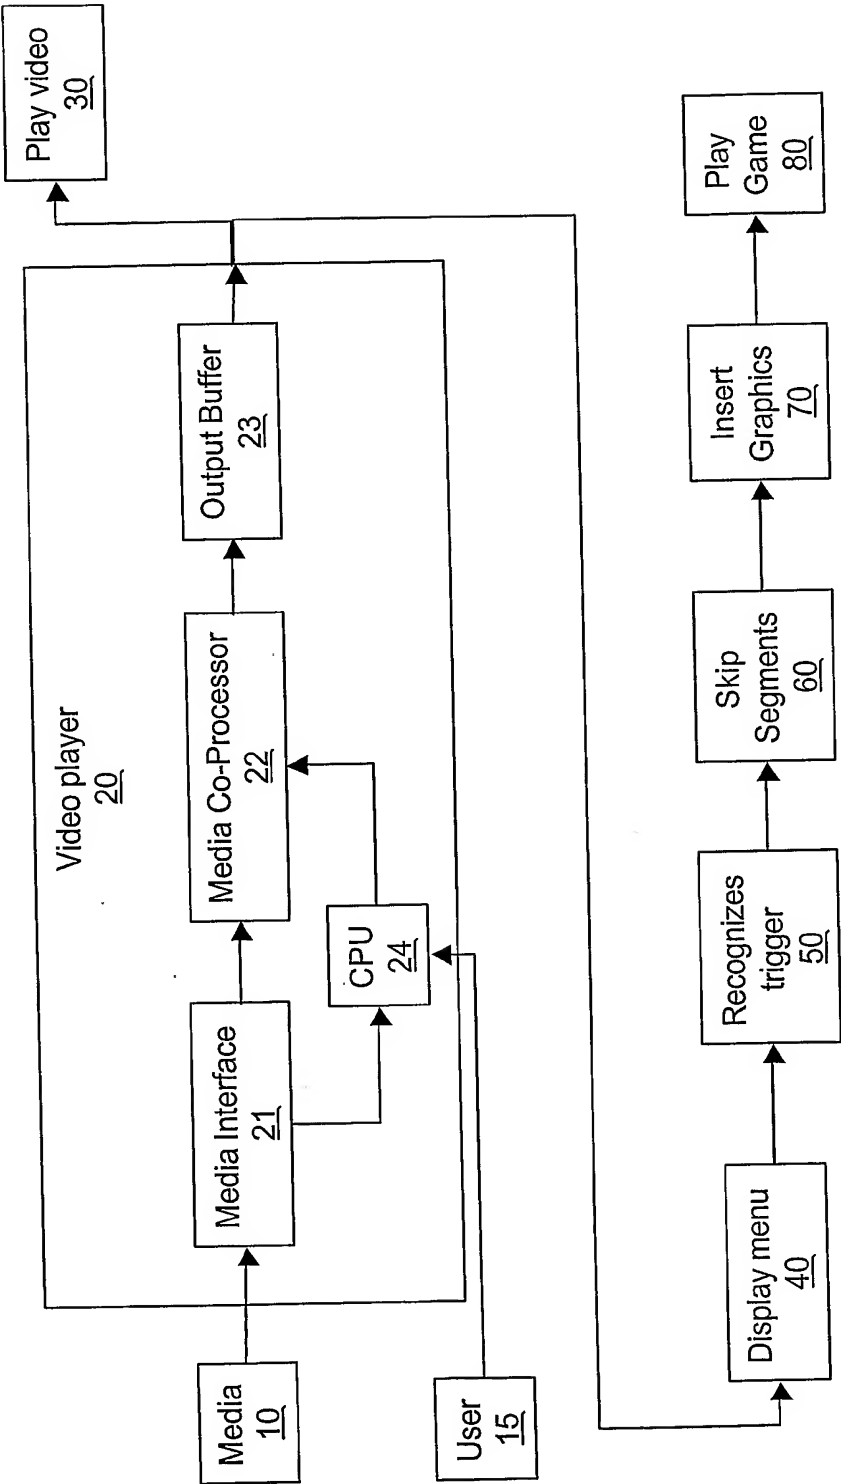 Media
10
User
15
Video player
20
Media Interface
21
CPU
24
Media Co-Processor
22
Output Buffer
23
Play video
30
Display menu
40
Recognizes
trigger
50
Skip
Segments
60
Insert
Graphics
70
Play
Game
80